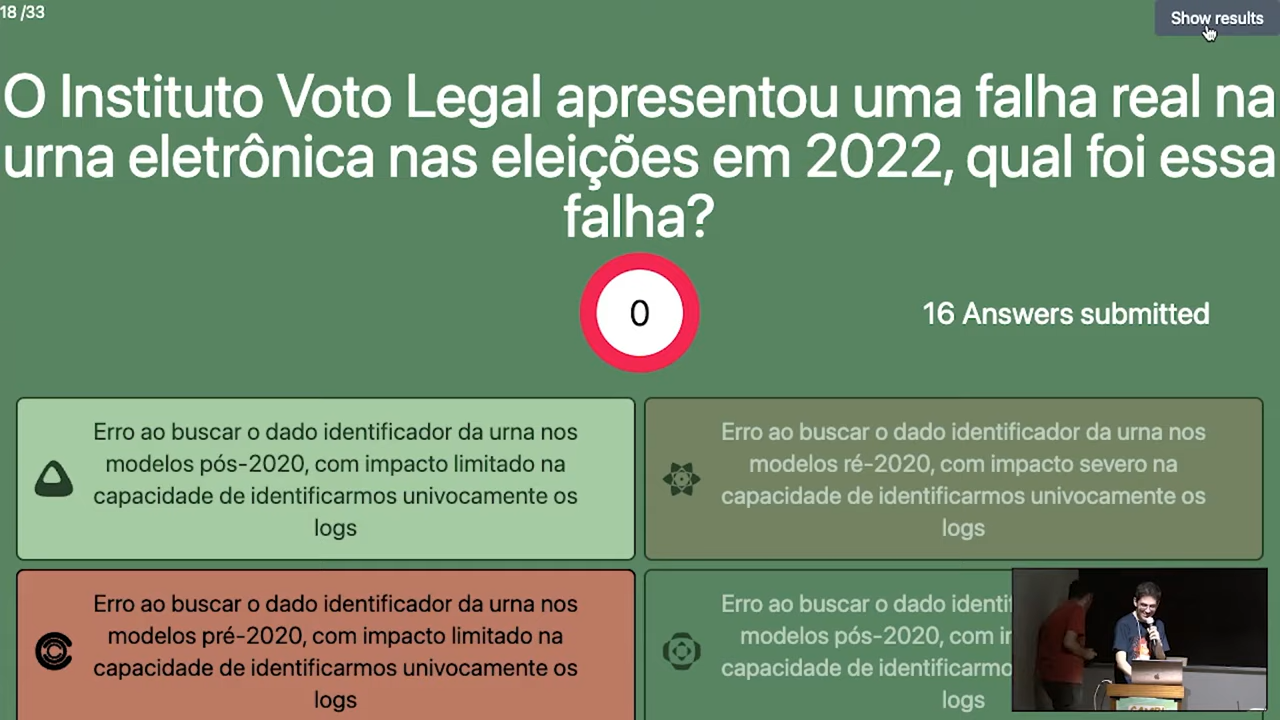 18 /33
Show results
O Instituto Voto Legal apresentou uma falha real na
urna eletrônica nas eleições em 2022, qual foi essa
falha?
0
16 Answers submitted
Erro ao buscar o dado identificador da urna nos
modelos pós-2020, com impacto limitado na
capacidade de identificarmos univocamente os
logs
Erro ao buscar o dado identificador da urna nos
modelos ré-2020, com impacto severo na
capacidade de identificarmos univocamente os
logs
Erro ao buscar o dado identificador da urna nos
modelos pré-2020, com impacto limitado na
capacidade de identificarmos univocamente os
logs
Erro ao buscar o dado
modelos pós-2020, com
capacidade de
logs